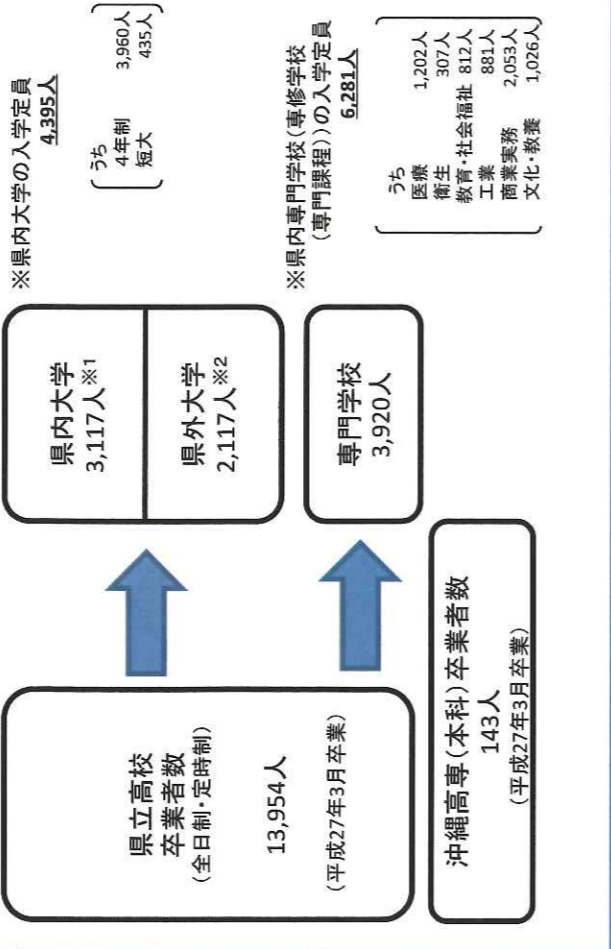 県立高校
卒業者数
(全日制・定時制)
13,954人
(平成27年3月卒業)
県内大学
3,117人※1
県外大学
2,117人※2
専門学校
3,920人
沖縄高専(本科)卒業者数
143人
(平成27年3月卒業)
※県内大学の入学定員
4,395人
うち
4年制 3,960人
短大 435人
※県内専門学校(専修学校
(専門課程))の入学定員
6,281人
うち
医療 1,202人
衛生 307人
教育・社会福祉 812人
工業 881人
商業実務 2,053人
文化・教養 1,026人